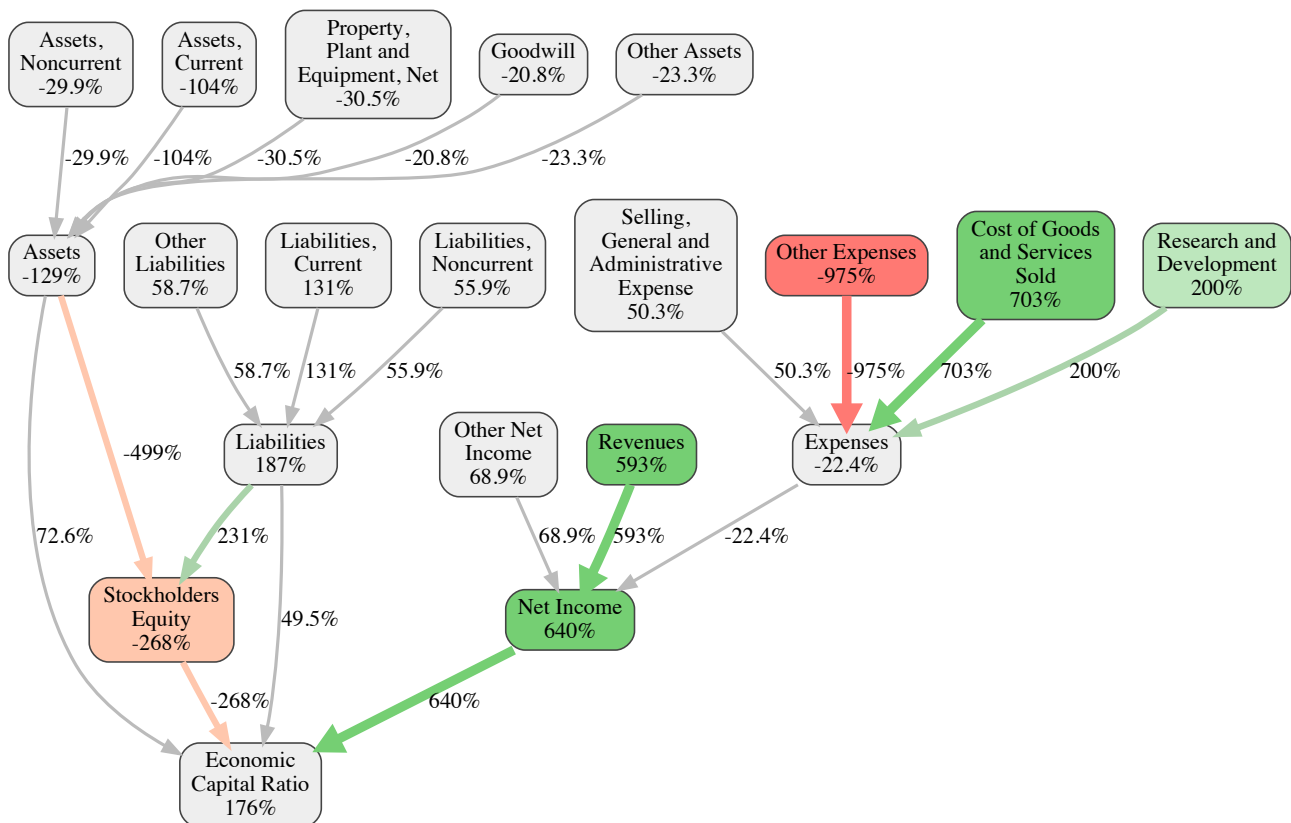 Assets,
Noncurrent
-29.9%
Assets,
Current
-104%
Property,
Plant and
Equipment, Net
-30.5%
Goodwill
-20.8%
Other Assets
-23.3%
-29.9%
-104%
-30.5%
-20.8%
-23.3%
Assets
-129%
Other
Liabilities
58.7%
Liabilities,
Current
131%
Liabilities,
Noncurrent
55.9%
Selling,
General and
Administrative
Expense
50.3%
Other Expenses
-975%
Cost of Goods
and Services
Sold
703%
Research and
Development
200%
58.7%
131%
55.9%
50.3%
-975%
703%
200%
-499%
Liabilities
187%
Other Net
Income
68.9%
Revenues
593%
Expenses
-22.4%
72.6%
231%
49.5%
68.9%
593%
-22.4%
Stockholders
Equity
-268%
Net Income
640%
-268%
640%
Economic
Capital Ratio
176%